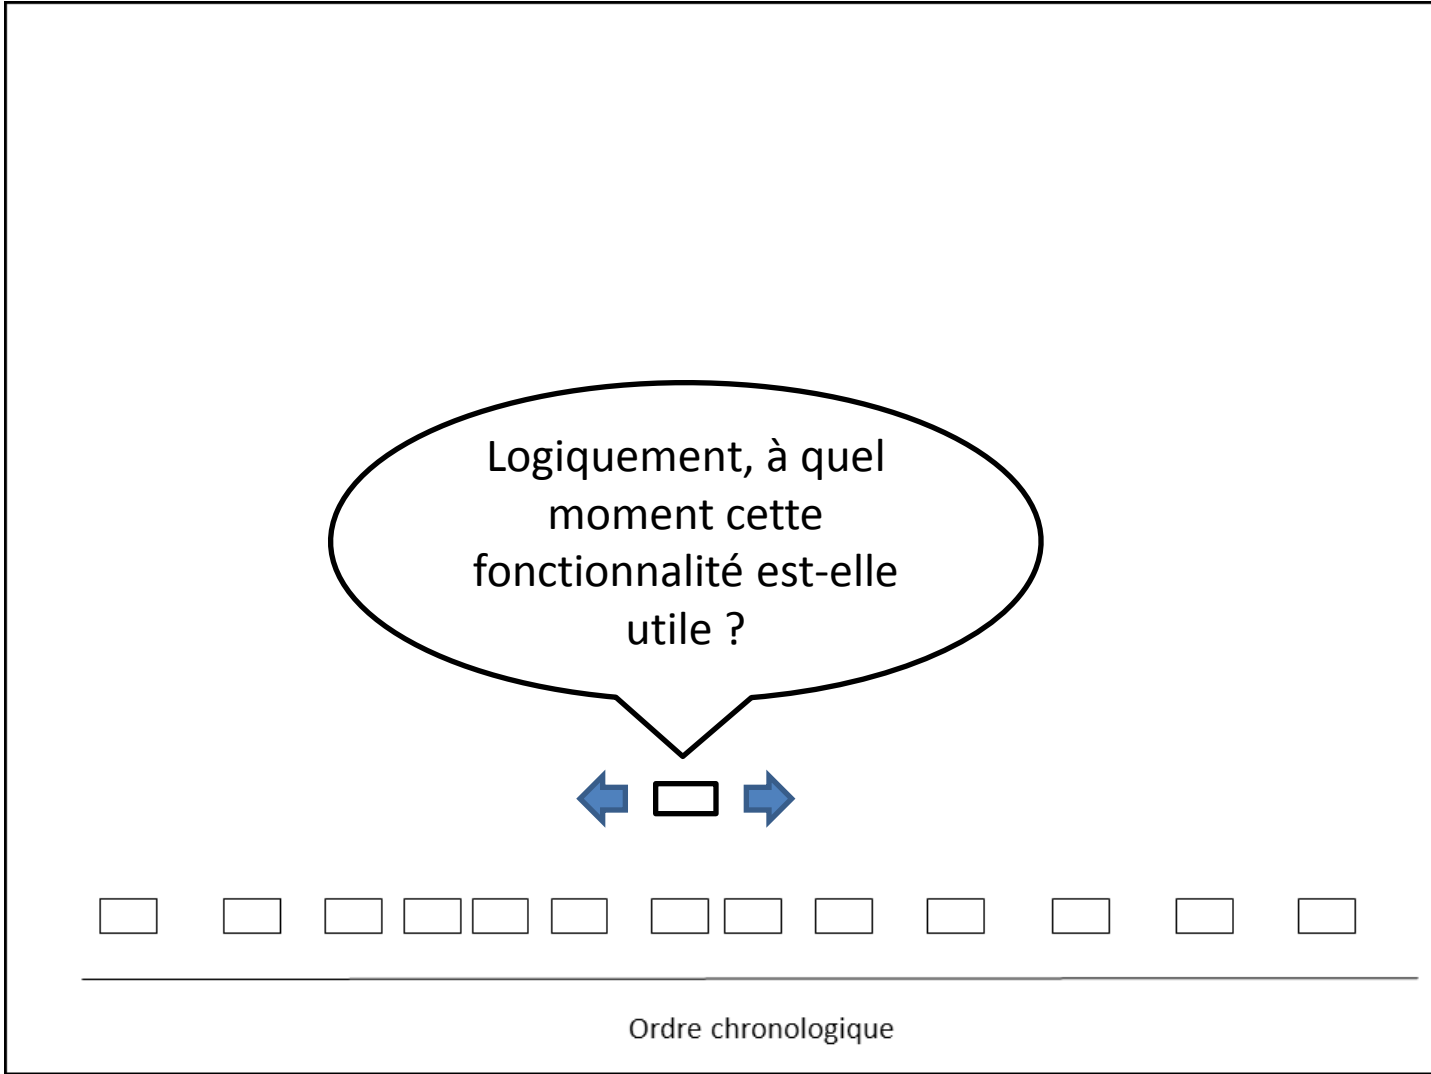 Logiquement, à quel
moment cette
fonctionnalité est-elle
utile ?
Ordre chronologique